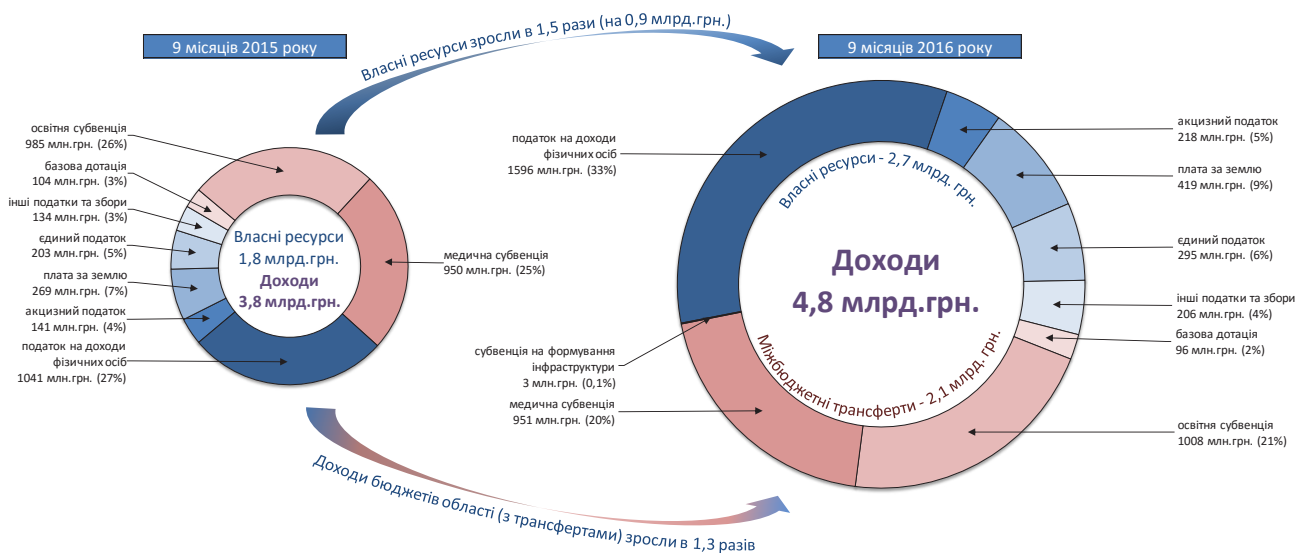 Власні ресурси зросли в 1,5 рази (на 0,9 млрд.грн.)
9 місяців 2015 року
9 місяців 2016 року
освітня субвенція
985 млн.грн. (26%)
базова дотація
104 млн.грн. (3%)
інші податки та збори
134 млн.грн. (3%)
єдиний податок
203 млн.грн. (5%)
плата за землю
269 млн.грн. (7%)
акцизний податок
141 млн.грн. (4%)
податок на доходи
фізичних осіб
1041 млн.грн. (27%)
Власні ресурси
1,8 млрд.грн.
Доходи
3,8 млрд.грн.
медична субвенція
950 млн.грн. (25%)
податок на доходи
фізичних осіб
1596 млн.грн. (33%)
субвенція на формування
інфраструктури
3 млн.грн. (0,1%)
медична субвенція
951 млн.грн. (20%)
Власні ресурси - 2,7 млрд. грн.
Доходи
4,8 млрд.грн.
Міжбюджетні трансферти - 2,1 млрд. грн.
акцизний податок
218 млн.грн. (5%)
плата за землю
419 млн.грн. (9%)
єдиний податок
295 млн.грн. (6%)
інші податки та збори
206 млн.грн. (4%)
базова дотація
96 млн.грн. (2%)
освітня субвенція
1008 млн.грн. (21%)
Доходи бюджетів області (з трансфертами) зросли в 1,3 разів